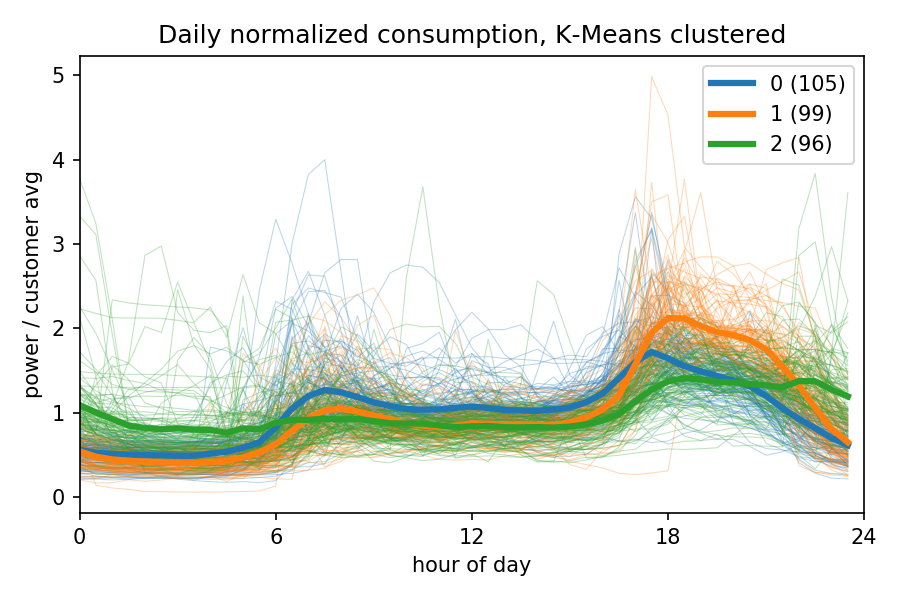 Daily normalized consumption, K-Means clustered
power / customer avg
5
4
3
2
1
0
0 (105)
1 (99)
2 (96)
0 6 12 18 24
hour of day